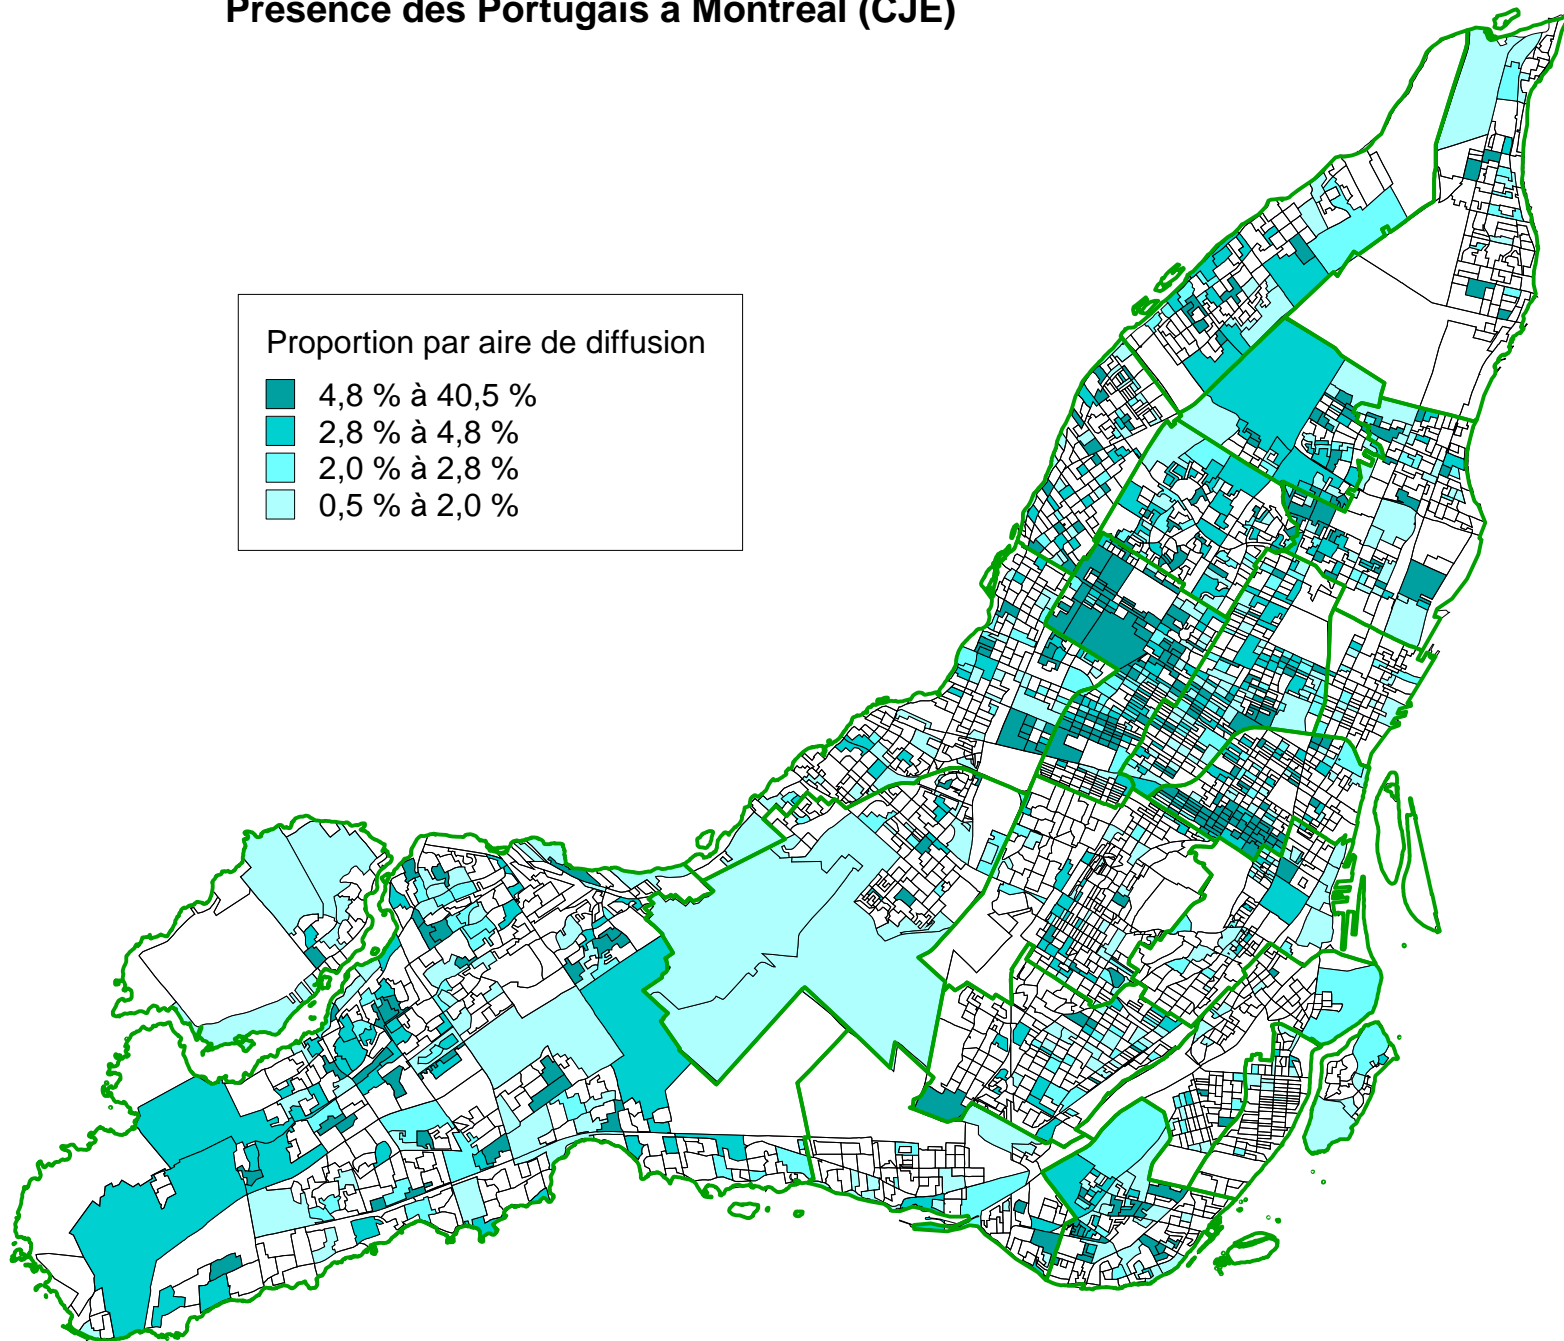 Présence des Portugais à Montréal (CJE)
Proportion par aire de diffusion
4,8 % à 40,5 %
2,8 % à 4,8 %
2,0 % à 2,8 %
0,5 % à 2,0 %